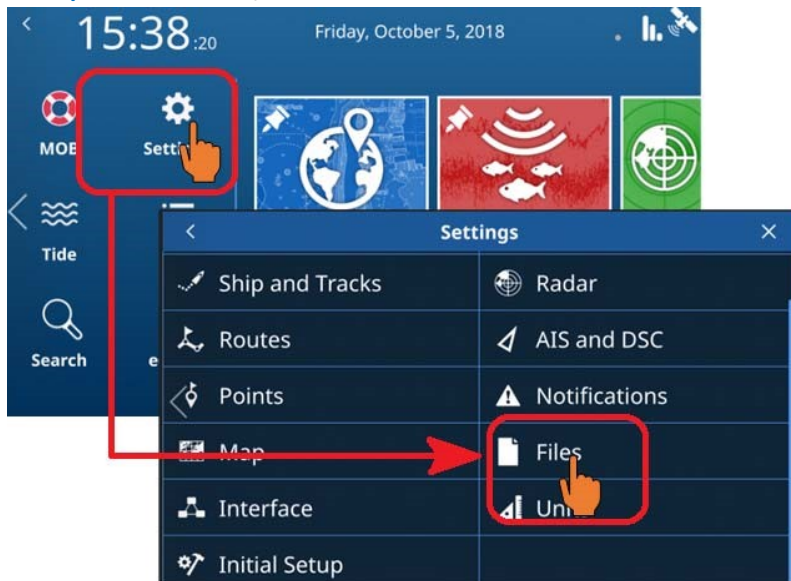 15:38:20
Friday, October 5, 2018
MOB
Tide
Search
Settings
Ship and Tracks
Radar
Routes
AIS and DSC
Points
Notifications
Map
Files
Interface
Initial Setup